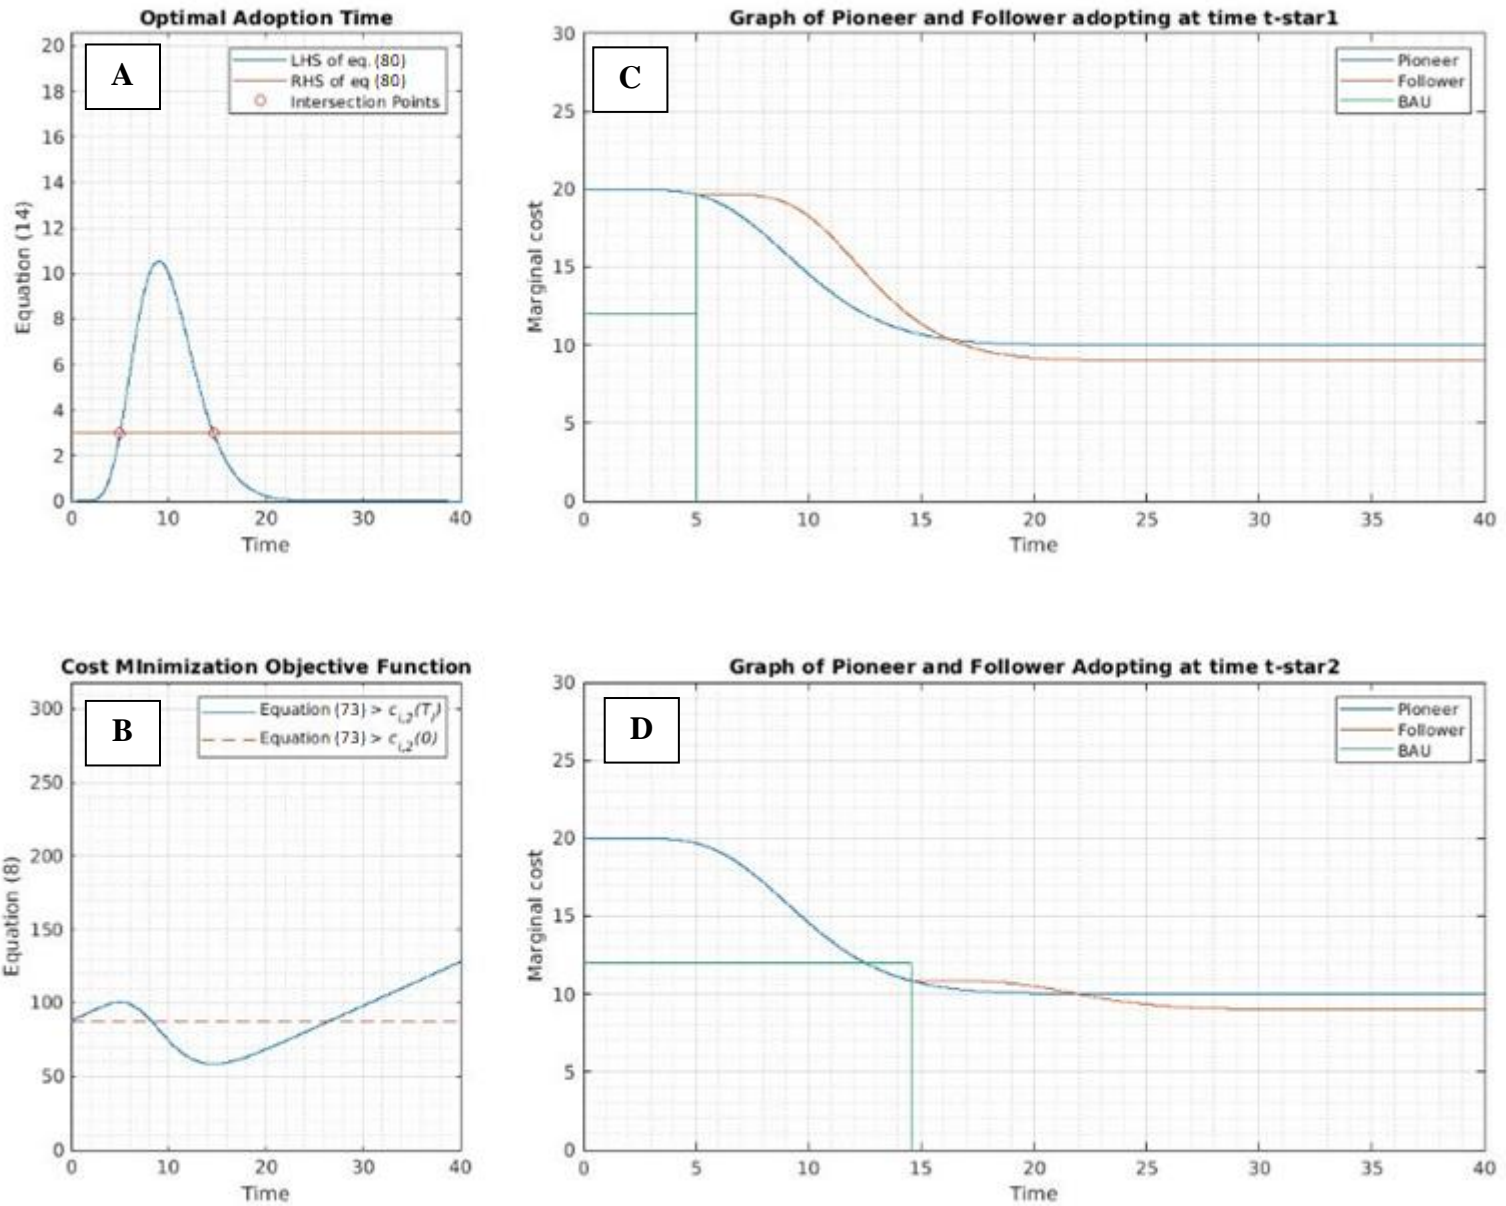 Optimal Adoption Time
A
LHS of eq. (80)
RHS of eq (80)
Intersection Points
Equation (14)
20
18
16
14
12
10
8
6
4
2
0
0 10 20 30 40
Time
Graph of Pioneer and Follower adopting at time t-star1
C
Pioneer
Follower
BAU
Marginal cost
30
25
20
15
10
5
0
0 5 10 15 20 25 30 35 40
Time
Cost MInimization Objective Function
B
Equation (73) > c_{i,2}(T_i)
Equation (73) > c_{i,2}(0)
Equation (8)
300
250
200
150
100
50
0
0 10 20 30 40
Time
Graph of Pioneer and Follower Adopting at time t-star2
D
Pioneer
Follower
BAU
Marginal cost
30
25
20
15
10
5
0
0 5 10 15 20 25 30 35 40
Time